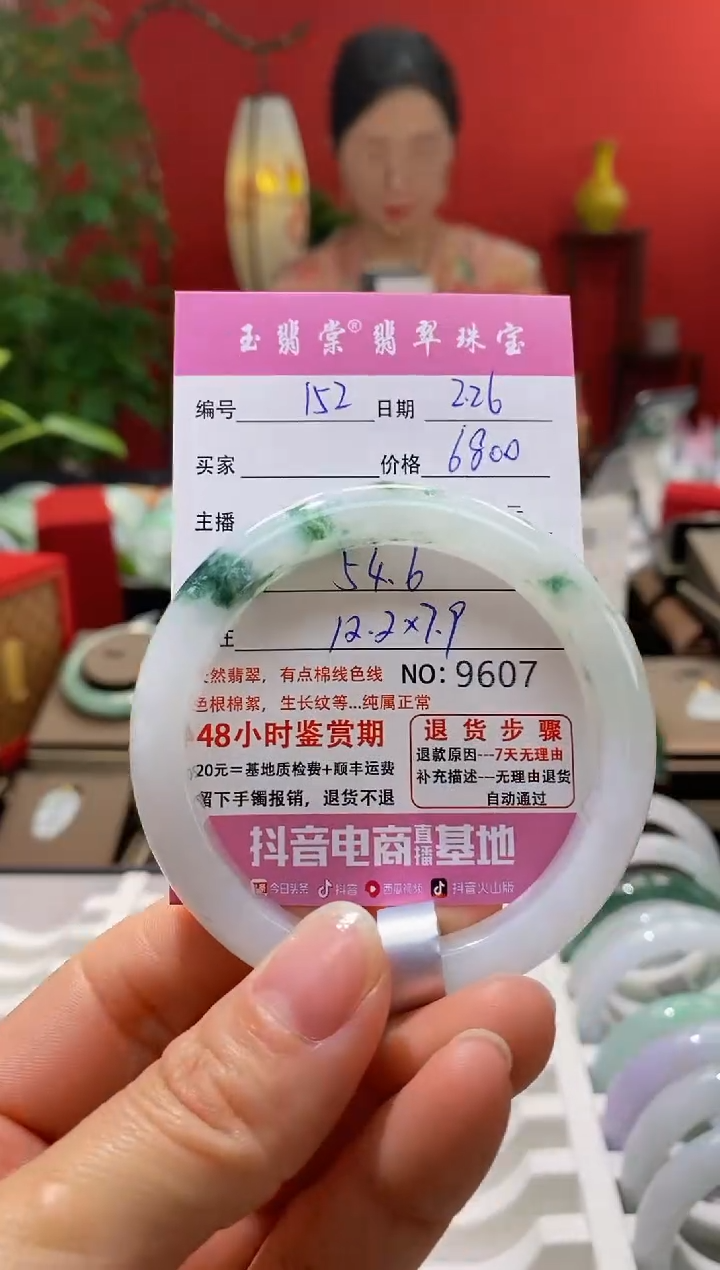 玉翡棠®翡翠珠宝
编号 152 日期 2.26
买家 价格 6800
主播
54.6
12.2×7.9
然翡翠，有点棉线色线 NO: 9607
色根棉絮，生长纹等...纯属正常
48小时鉴赏期
20元=基地质检费+顺丰运费
留下手镯报销，退货不退
退货步骤
退款原因---7天无理由
补充描述---无理由退货
自动通过
抖音电商直播基地
今日头条 抖音 西瓜视频 抖音火山版